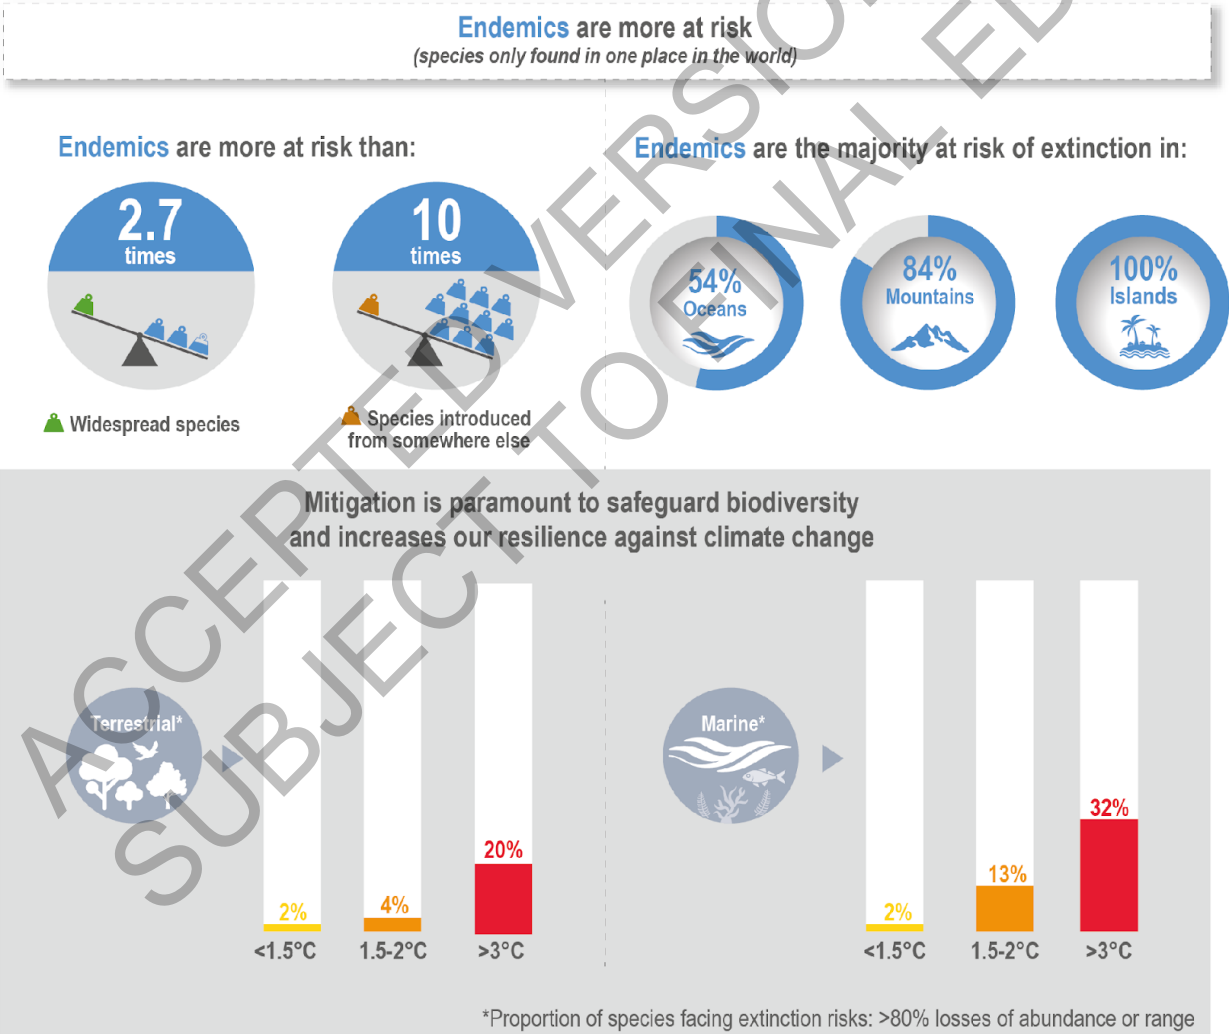 Endemics are more at risk
(species only found in one place in the world)
Endemics are more at risk than:
2.7
times
Widespread species
10
times
Species introduced
from somewhere else
Endemics are the majority at risk of extinction in:
54%
Oceans
84%
Mountains
100%
Islands
Mitigation is paramount to safeguard biodiversity
and increases our resilience against climate change
Terrestrial*
2%
4%
20%
<1.5°C
1.5-2°C
>3°C
Marine*
2%
13%
32%
<1.5°C
1.5-2°C
>3°C
*Proportion of species facing extinction risks: >80% losses of abundance or range
ACCEPTED VERSION
SUBJECT TO FINAL ED